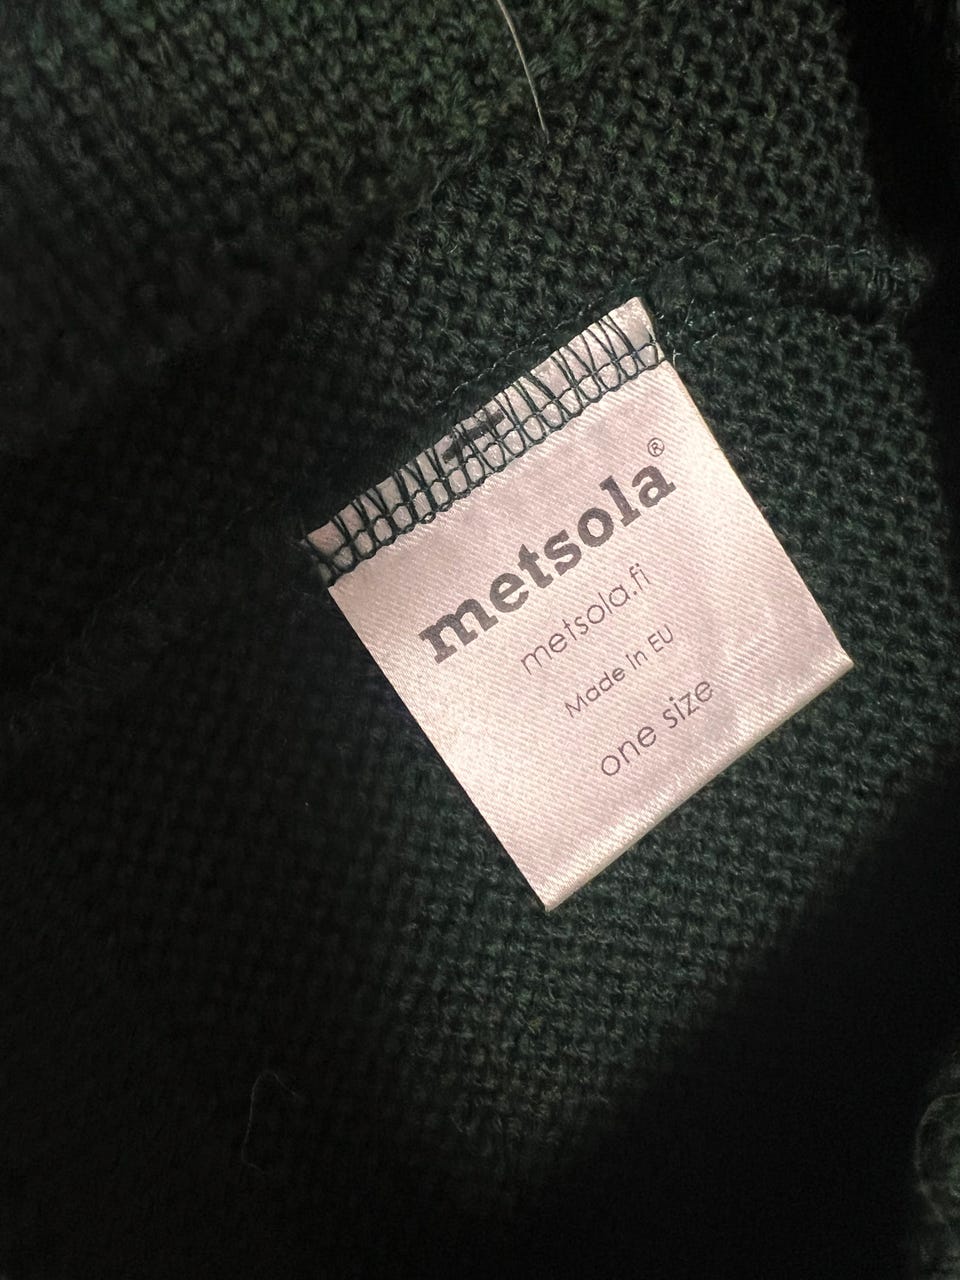 metsola®
metsola.fi
Made In EU
one size